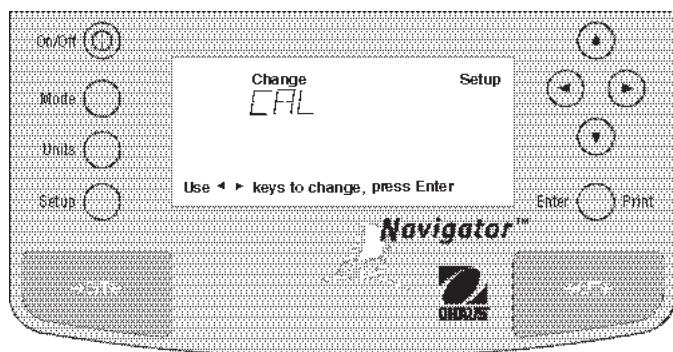 On/Off
Mode
Units
Setup
Change
Setup
CAL
Use ◄ ► keys to change, press Enter
Enter
Print
Navigator™
OHAUS